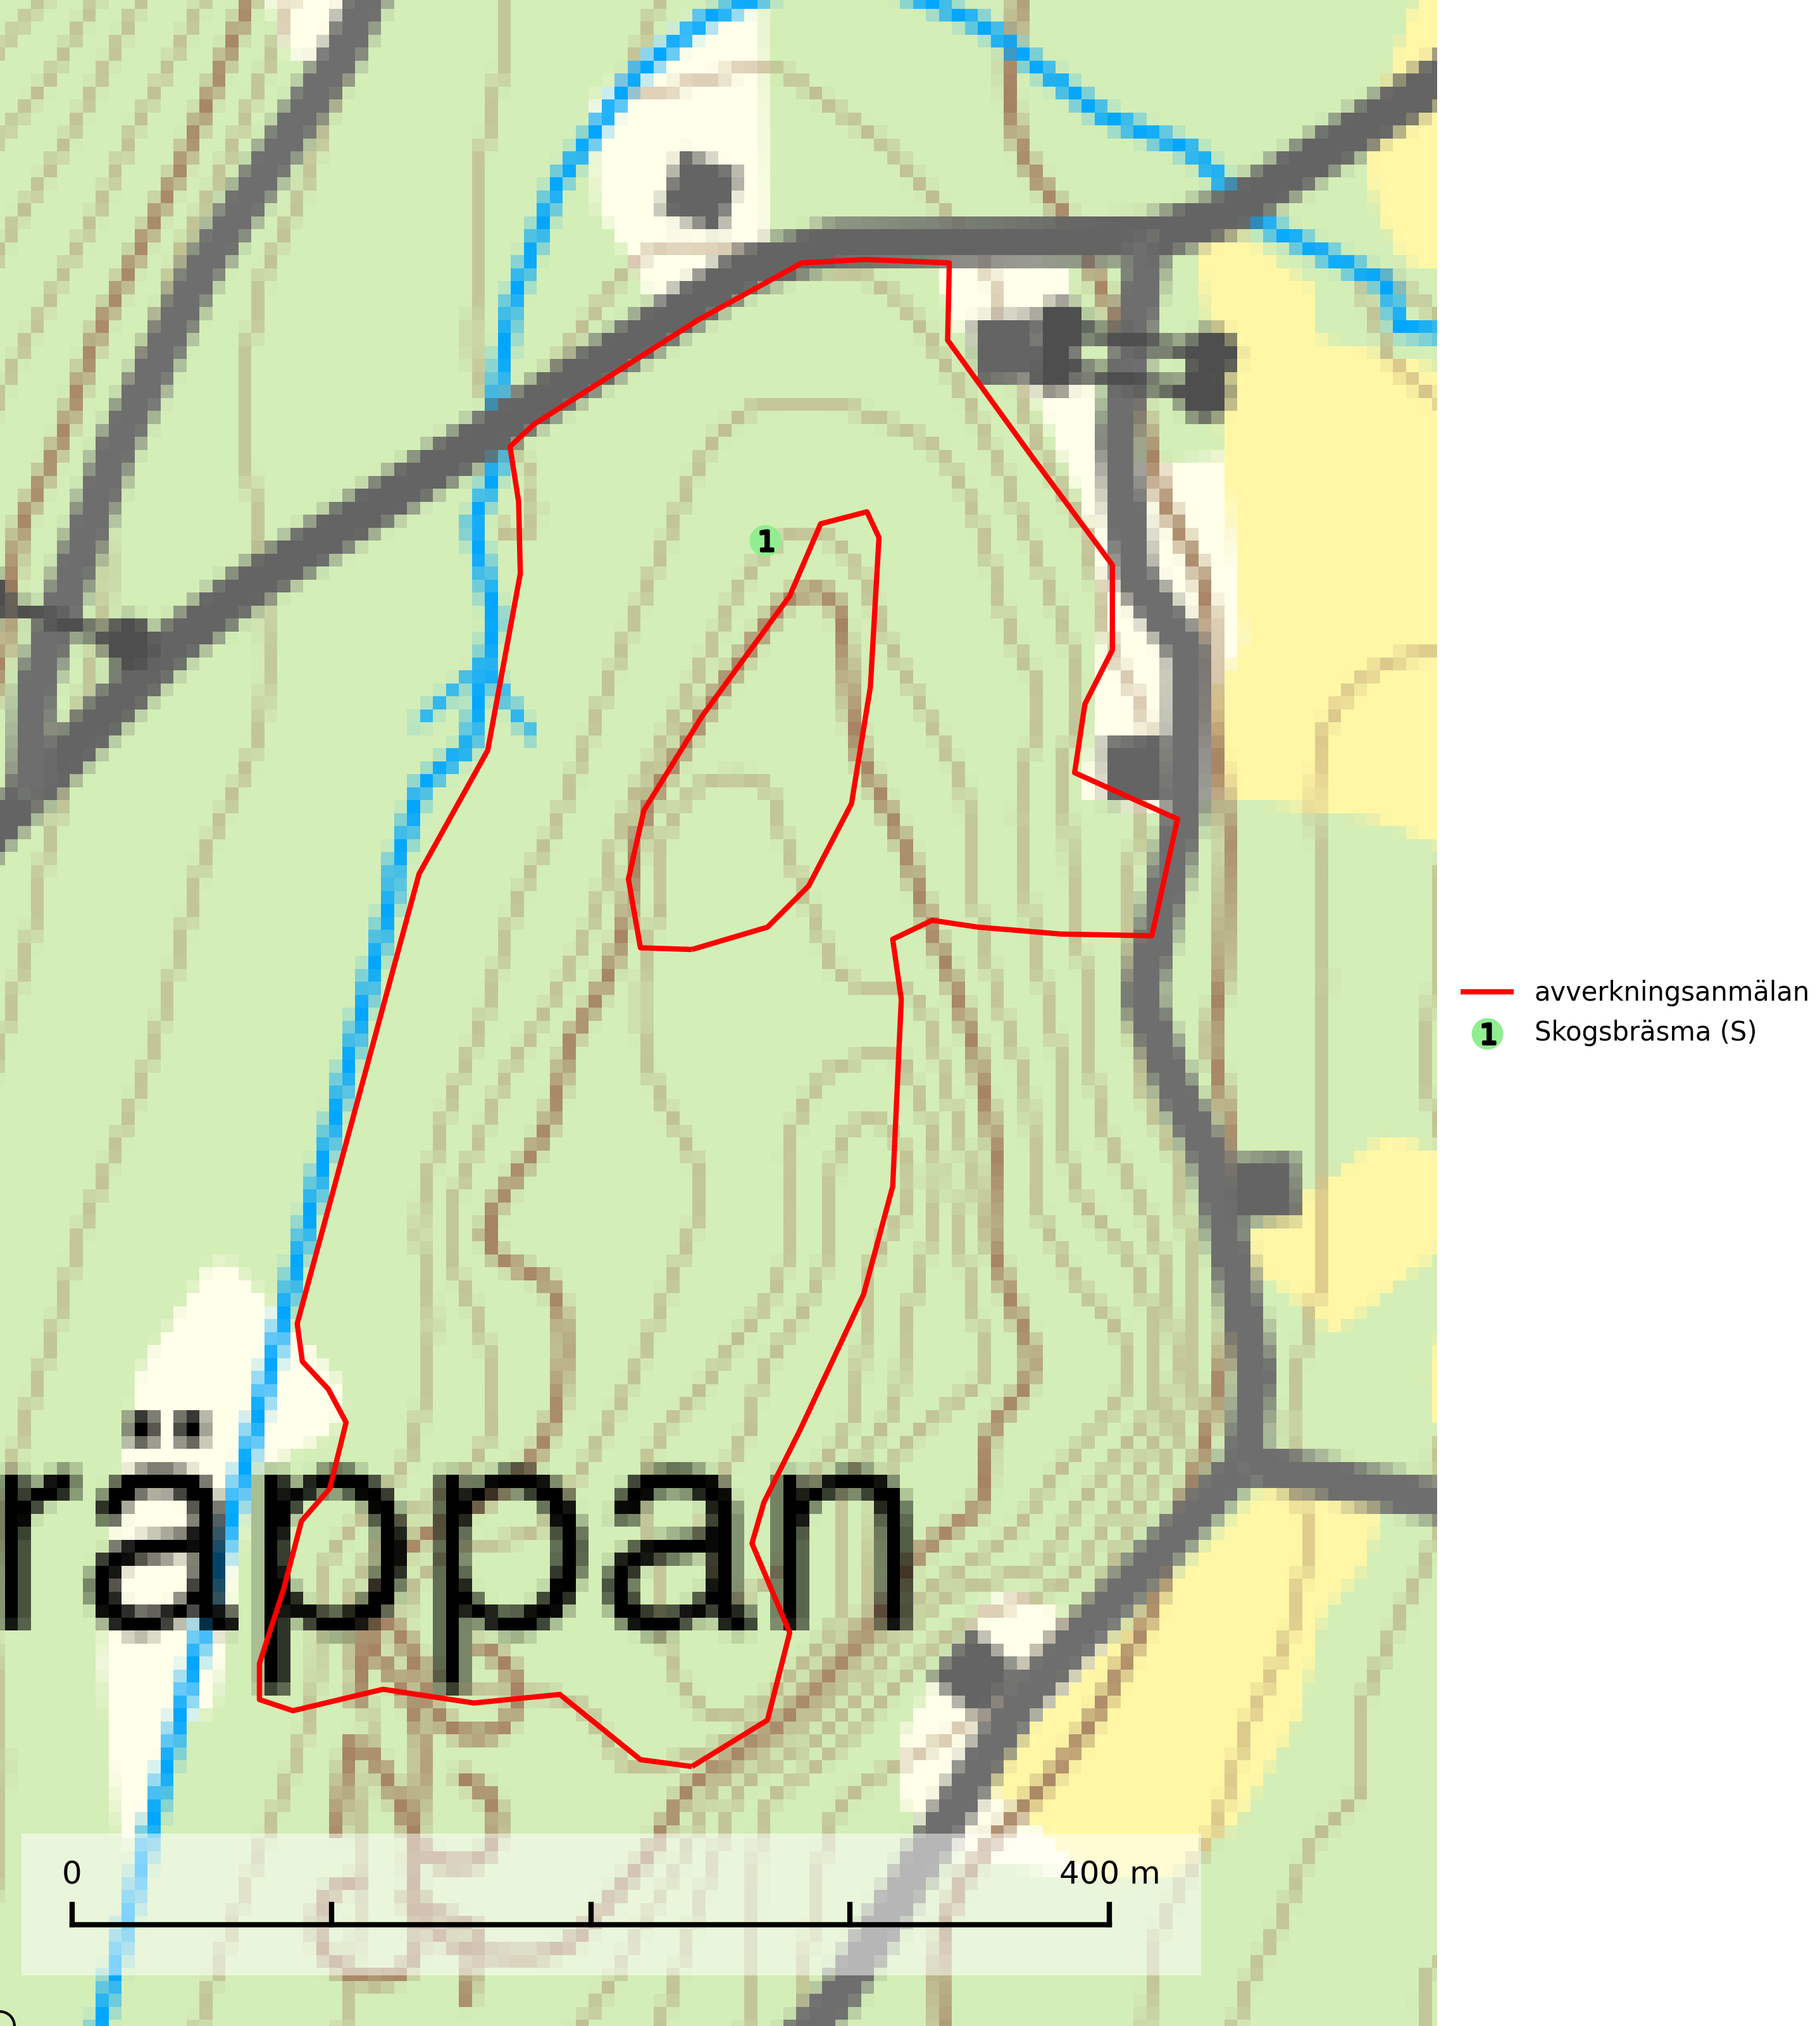 1
räppan
0 400 m
avverkningsanmälan
1 Skogsbräsma (S)